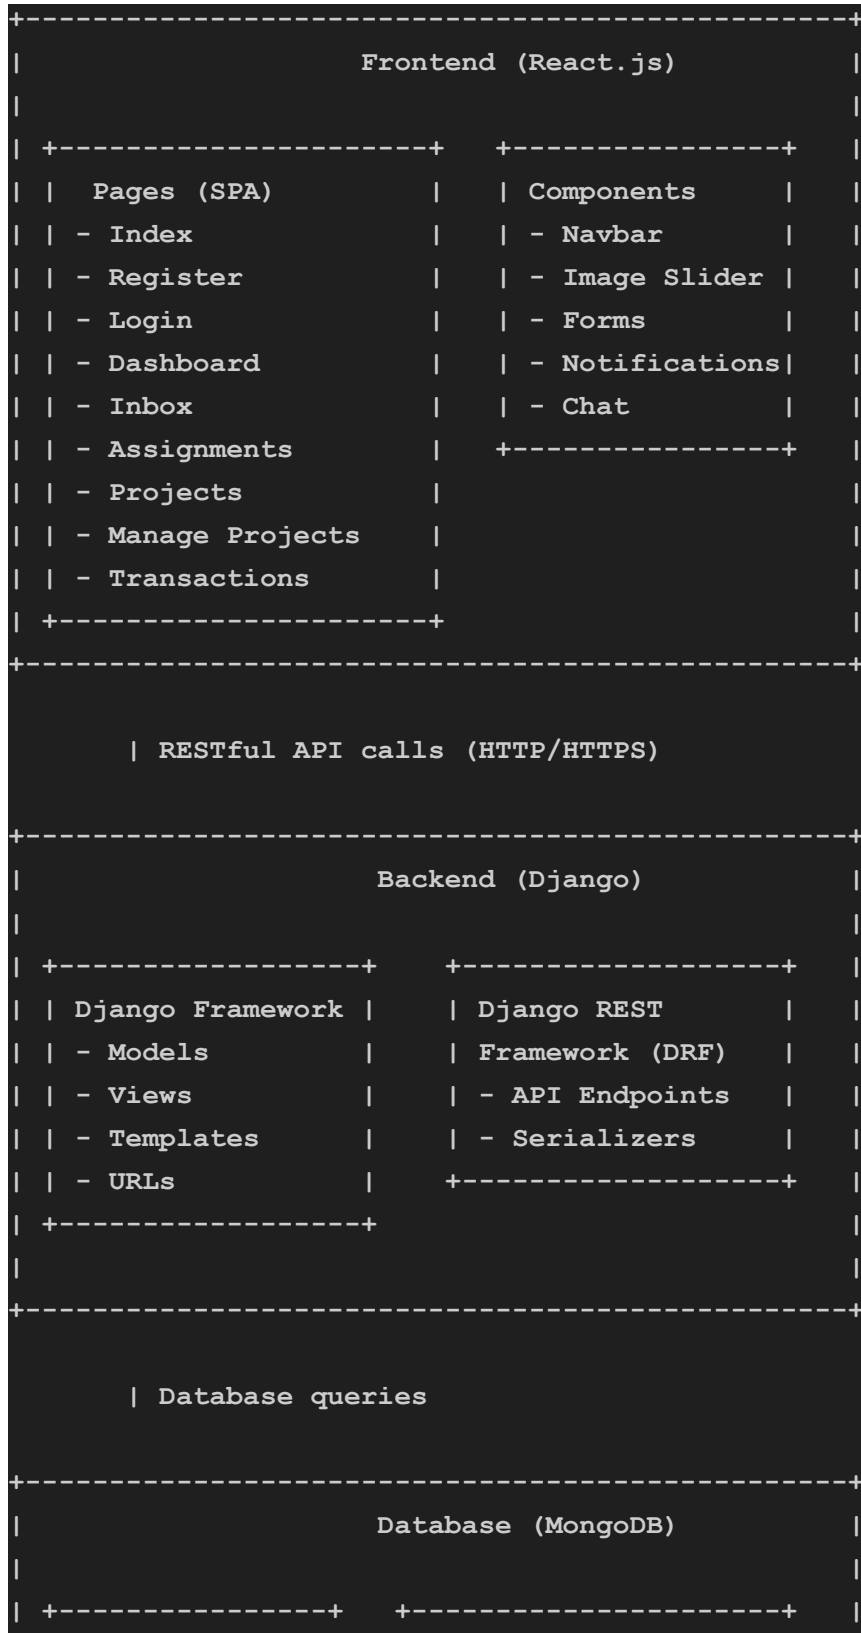 +-------------------------------------------------+
|                    Frontend (React.js)          |
|                                                 |
| +----------------------+   +----------------+   |
| |  Pages (SPA)         |   | Components     |   |
| | - Index              |   | - Navbar       |   |
| | - Register           |   | - Image Slider |   |
| | - Login              |   | - Forms        |   |
| | - Dashboard          |   | - Notifications|   |
| | - Inbox              |   | - Chat         |   |
| | - Assignments        |   +----------------+   |
| | - Projects           |                        |
| | - Manage Projects    |                        |
| | - Transactions       |                        |
| +----------------------+                        |
+-------------------------------------------------+
       | RESTful API calls (HTTP/HTTPS)
+-------------------------------------------------+
|                     Backend (Django)            |
|                                                 |
| +------------------+    +-------------------+   |
| | Django Framework |    | Django REST       |   |
| | - Models         |    | Framework (DRF)   |   |
| | - Views          |    | - API Endpoints   |   |
| | - Templates      |    | - Serializers     |   |
| | - URLs           |    +-------------------+   |
| +------------------+                            |
|                                                 |
+-------------------------------------------------+
       | Database queries
+-------------------------------------------------+
|                     Database (MongoDB)          |
|                                                 |
| +----------------+   +----------------------+   |